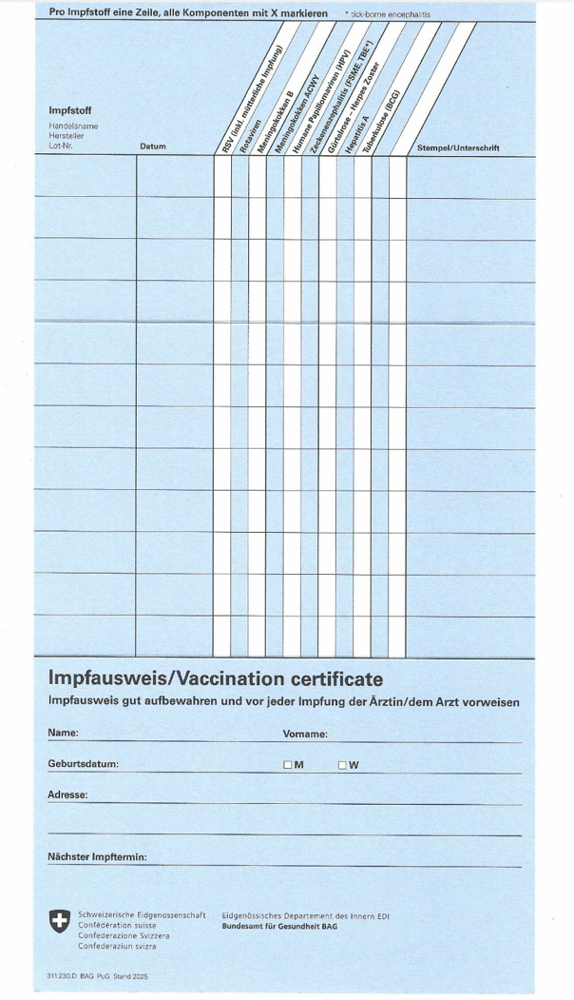 Pro Impfstoff eine Zeile, alle Komponenten mit X markieren * tick-borne encephalitis
Impfstoff
Handelsname
Hersteller
Lot-Nr.
Datum
RSV (inkl. mütterliche Impfung)
Rotaviren
Meningokokken B
Meningokokken ACWY
Humane Papillomaviren (HPV)
Zeckenenzephalitis (FSME, TBE*)
Gürtelrose – Herpes Zoster
Hepatitis A
Tuberkulose (BCG)
Stempel/Unterschrift
Impfausweis/Vaccination certificate
Impfausweis gut aufbewahren und vor jeder Impfung der Ärztin/dem Arzt vorweisen
Name: Vorname:
Geburtsdatum: M W
Adresse:
Nächster Impftermin:
Schweizerische Eidgenossenschaft
Confédération suisse
Confederazione Svizzera
Confederaziun svizra
Eidgenössisches Departement des Innern EDI
Bundesamt für Gesundheit BAG
311.230.D BAG PuG Stand 2025